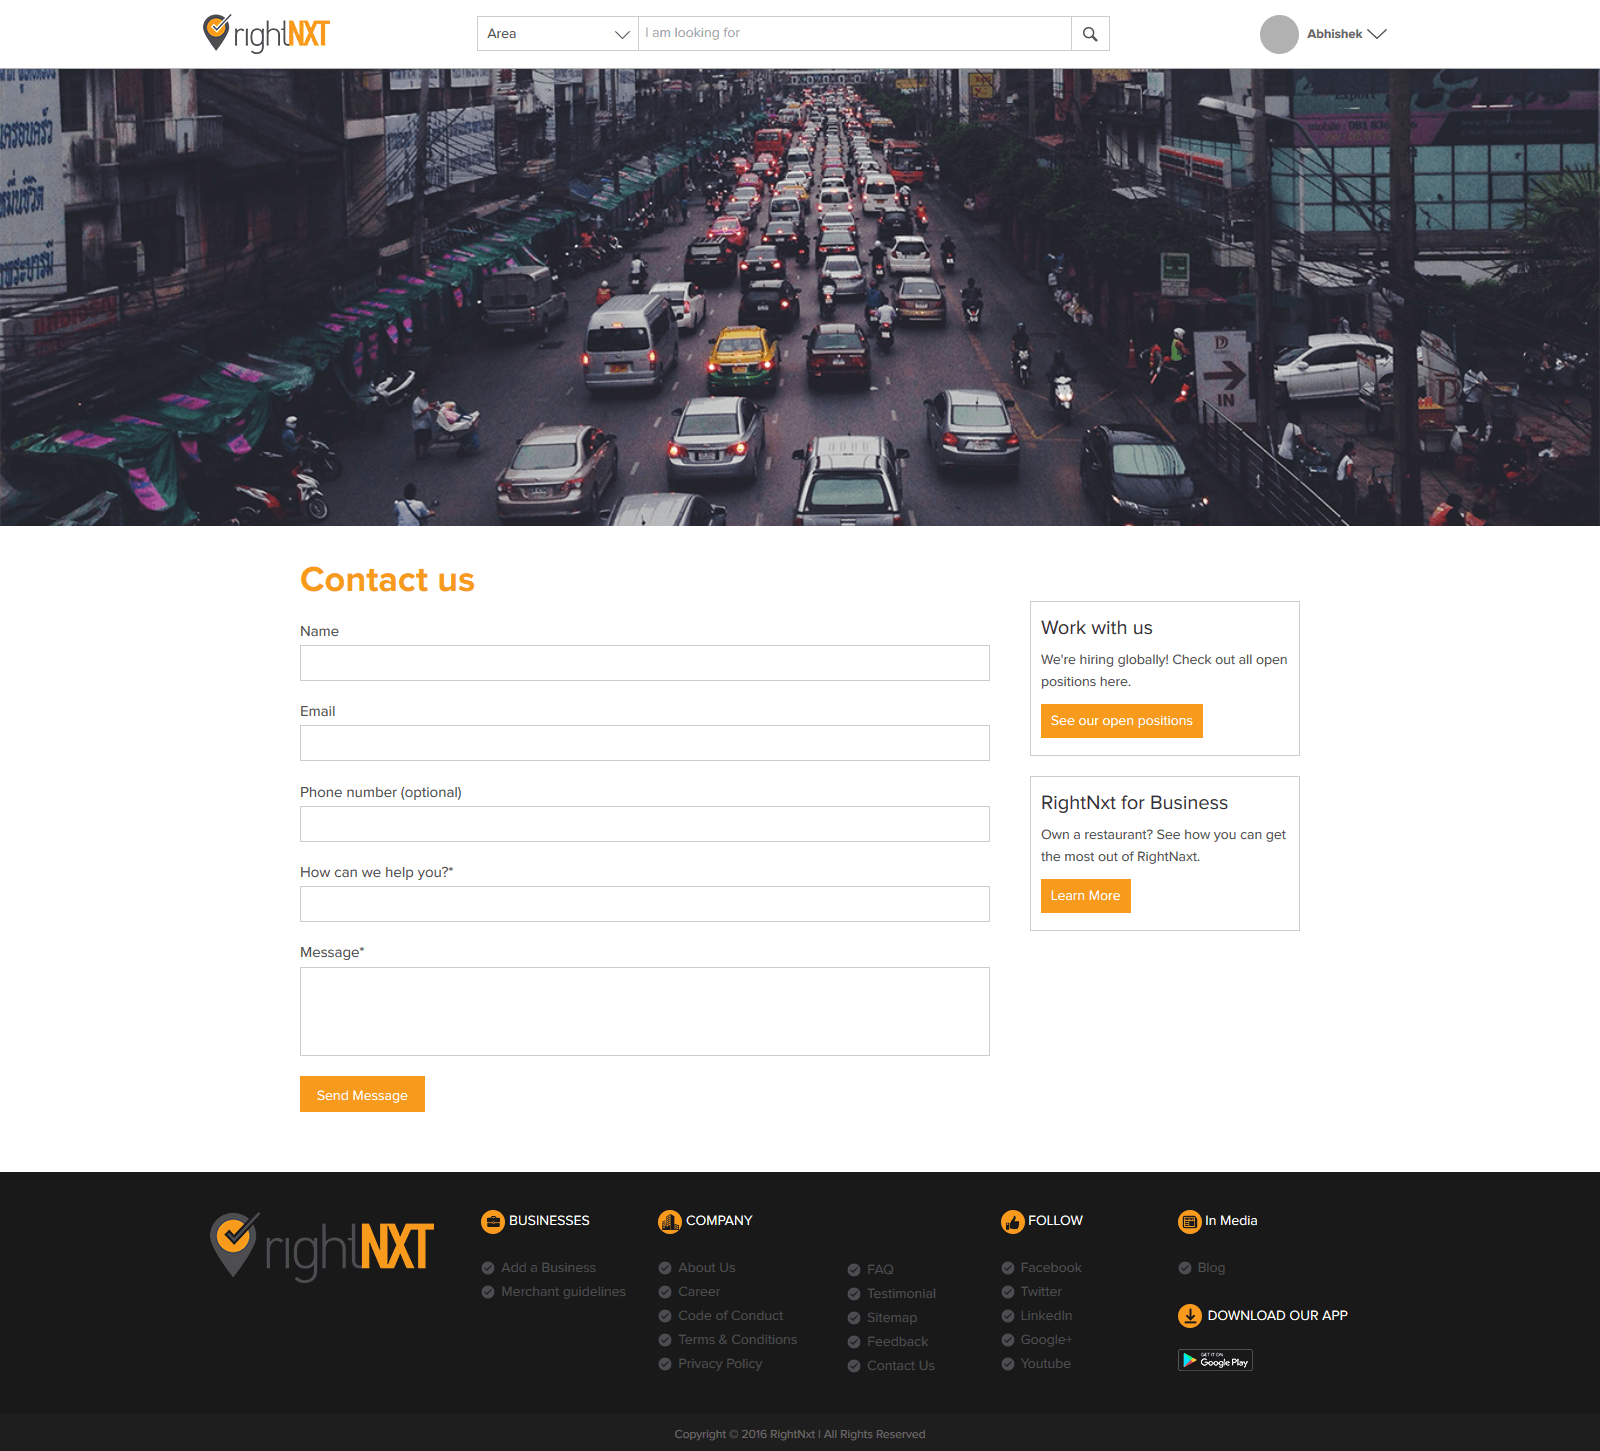 rightNXT
Area
I am looking for
Abhishek
IN
Contact us
Name
Email
Phone number (optional)
How can we help you?*
Message*
Send Message
Work with us
We're hiring globally! Check out all open
positions here.
See our open positions
RightNxt for Business
Own a restaurant? See how you can get
the most out of RightNaxt.
Learn More
rightNXT
BUSINESSES
Add a Business
Merchant guidelines
COMPANY
About Us
Career
Code of Conduct
Terms & Conditions
Privacy Policy
FAQ
Testimonial
Sitemap
Feedback
Contact Us
FOLLOW
Facebook
Twitter
LinkedIn
Google+
Youtube
In Media
Blog
DOWNLOAD OUR APP
GET IT ON
Google Play
Copyright © 2016 RightNxt | All Rights Reserved